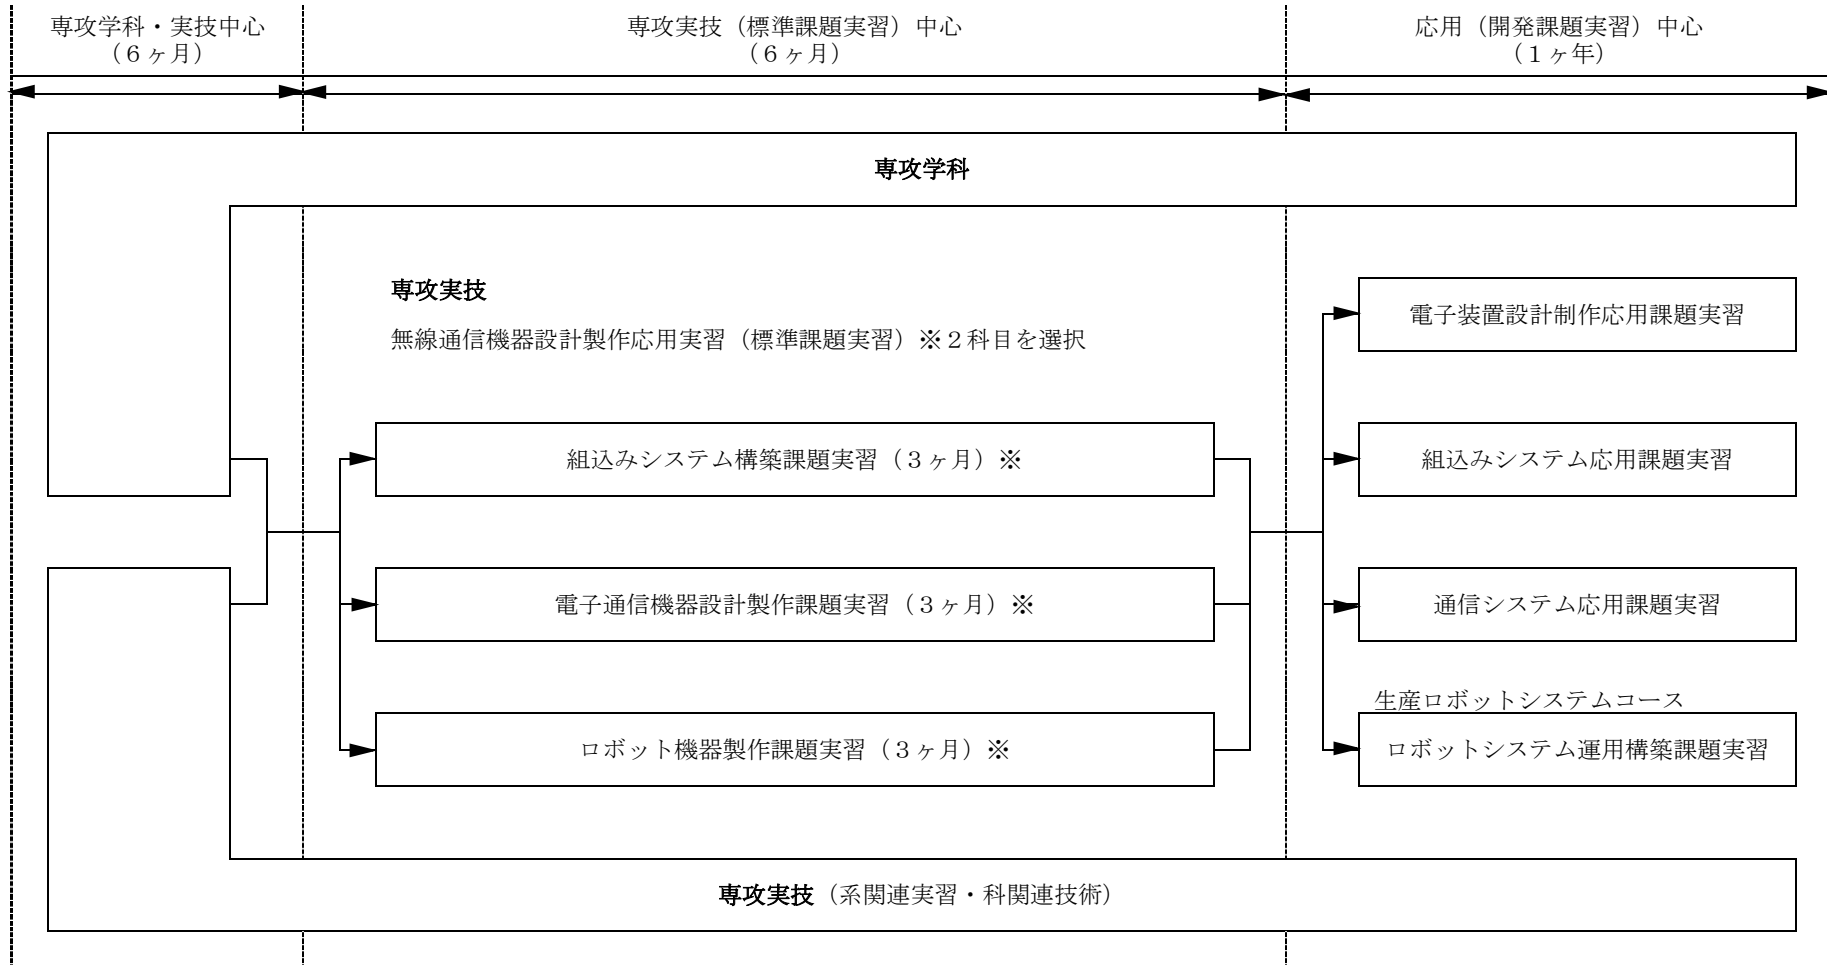 専攻学科・実技中心
（６ヶ月）
専攻実技（標準課題実習）中心
（６ヶ月）
応用（開発課題実習）中心
（１ヶ年）
専攻学科
専攻実技
無線通信機器設計製作応用実習（標準課題実習）※２科目を選択
電子装置設計制作応用課題実習
組込みシステム構築課題実習（３ヶ月）※
組込みシステム応用課題実習
電子通信機器設計製作課題実習（３ヶ月）※
通信システム応用課題実習
生産ロボットシステムコース
ロボット機器製作課題実習（３ヶ月）※
ロボットシステム運用構築課題実習
専攻実技（系関連実習・科関連技術）